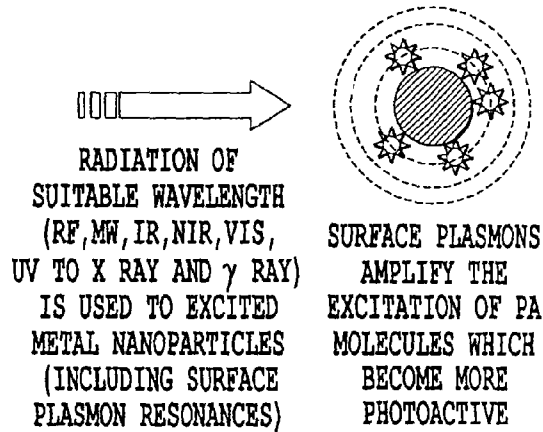 RADIATION OF
SUITABLE WAVELENGTH
(RF,MW,IR,NIR,VIS,
UV TO X RAY AND γ RAY)
IS USED TO EXCITED
METAL NANOPARTICLES
(INCLUDING SURFACE
PLASMON RESONANCES)
SURFACE PLASMONS
AMPLIFY THE
EXCITATION OF PA
MOLECULES WHICH
BECOME MORE
PHOTOACTIVE